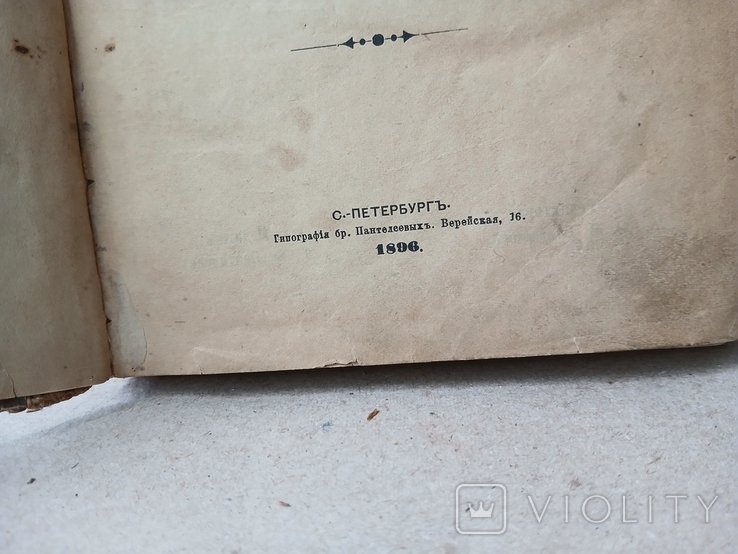 С.-ПЕТЕРБУРГЪ.
Типографія бр. Пантелеевыхъ. Верейская, 16.
1896.
VIOLITY